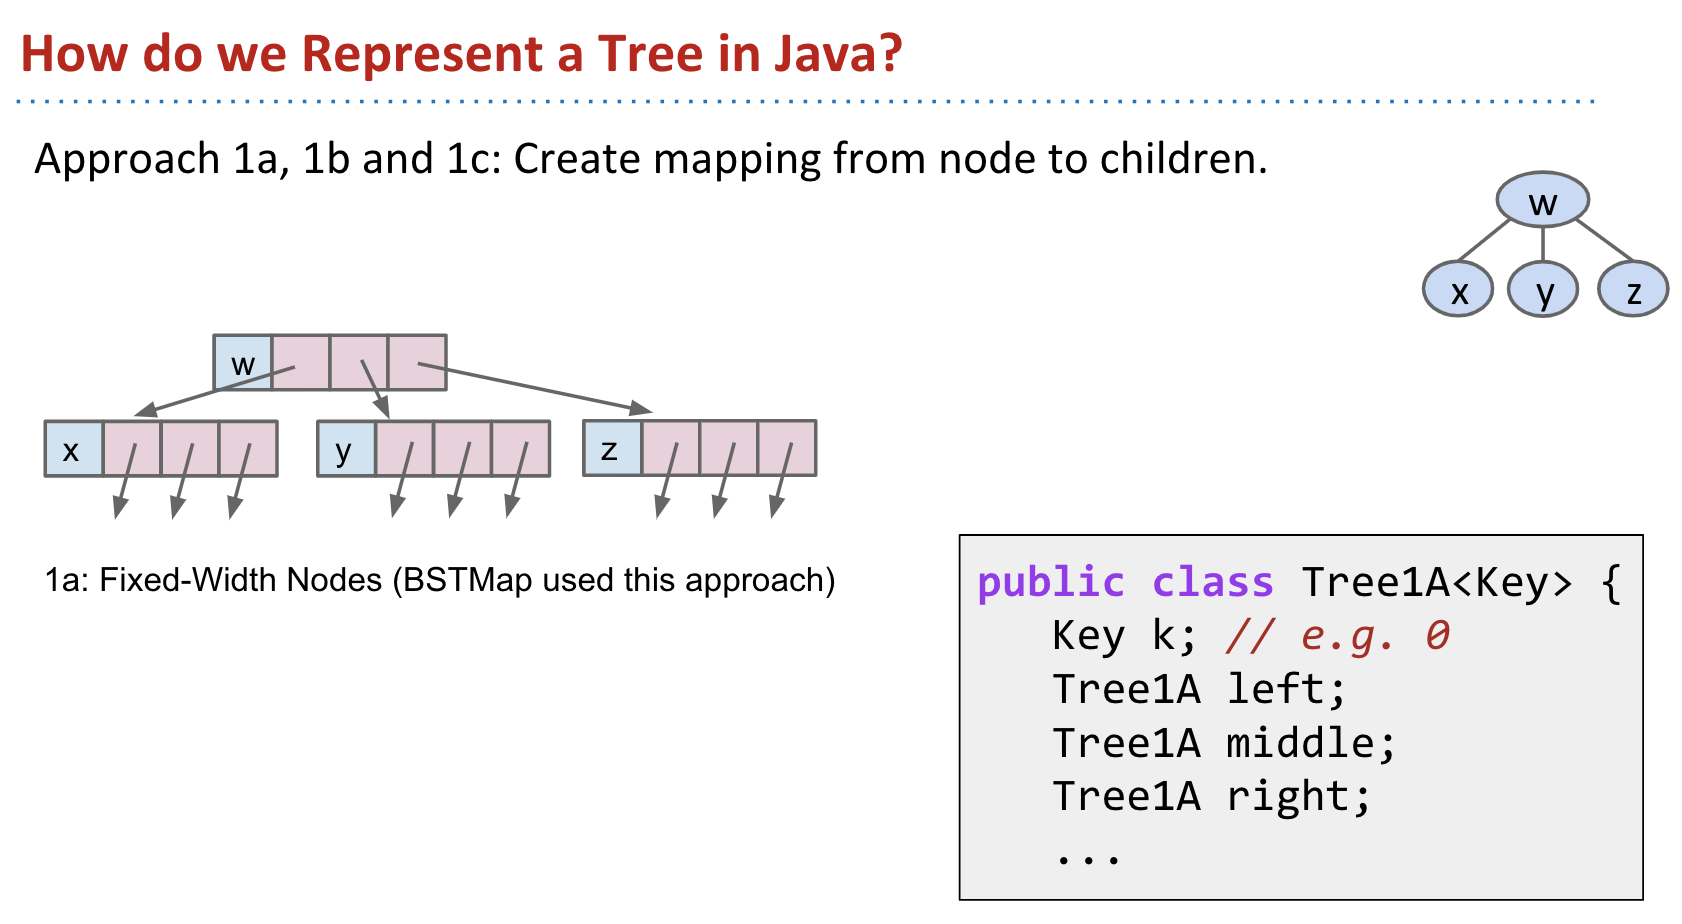 How do we Represent a Tree in Java?
Approach 1a, 1b and 1c: Create mapping from node to children.
w
x y z
w
x y z
1a: Fixed-Width Nodes (BSTMap used this approach)
public class Tree1A<Key> {
Key k; // e.g. 0
Tree1A left;
Tree1A middle;
Tree1A right;
...